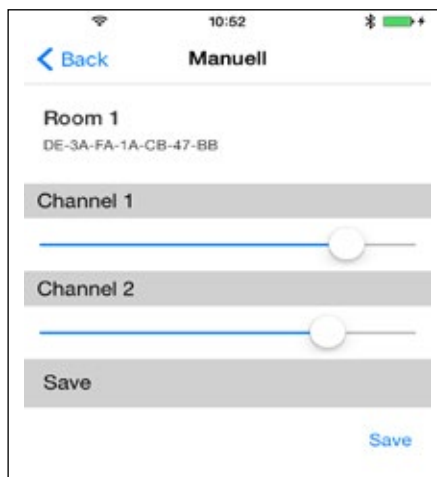 10:52
Back Manuell
Room 1
DE-3A-FA-1A-CB-47-BB
Channel 1
Channel 2
Save
Save